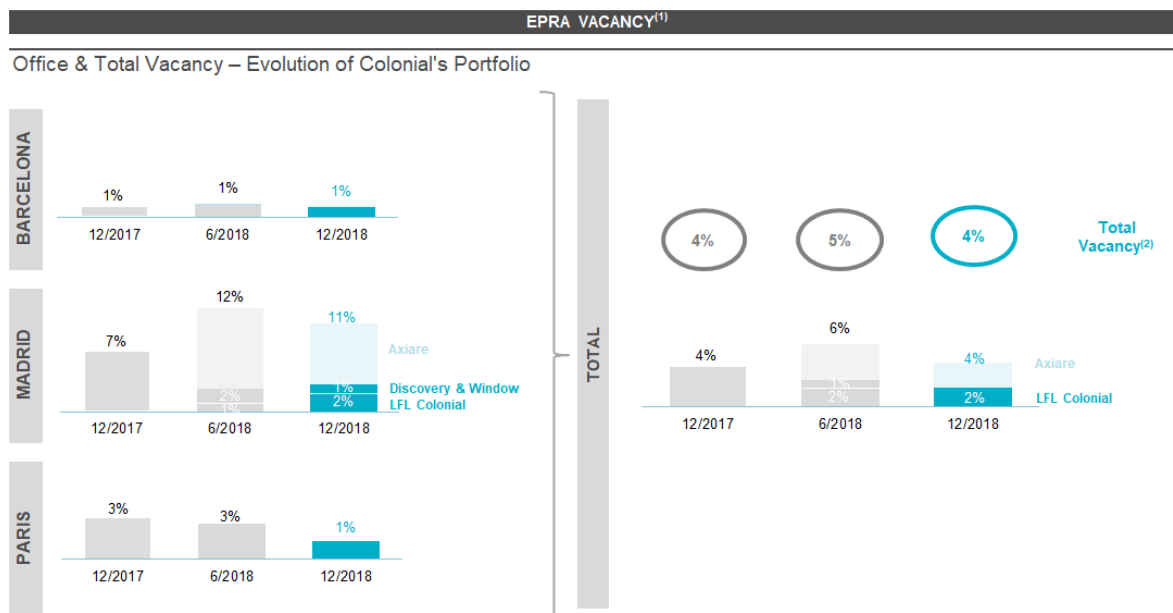 EPRA VACANCY(1)
Office & Total Vacancy – Evolution of Colonial's Portfolio
BARCELONA
1%
1%
1%
12/2017
6/2018
12/2018
MADRID
7%
12%
11%
Axiare
2%
1%
Discovery & Window
1%
2%
LFL Colonial
12/2017
6/2018
12/2018
PARIS
3%
3%
1%
12/2017
6/2018
12/2018
TOTAL
4%
5%
4%
Total
Vacancy(2)
4%
6%
4%
Axiare
1%
2%
2%
LFL Colonial
12/2017
6/2018
12/2018